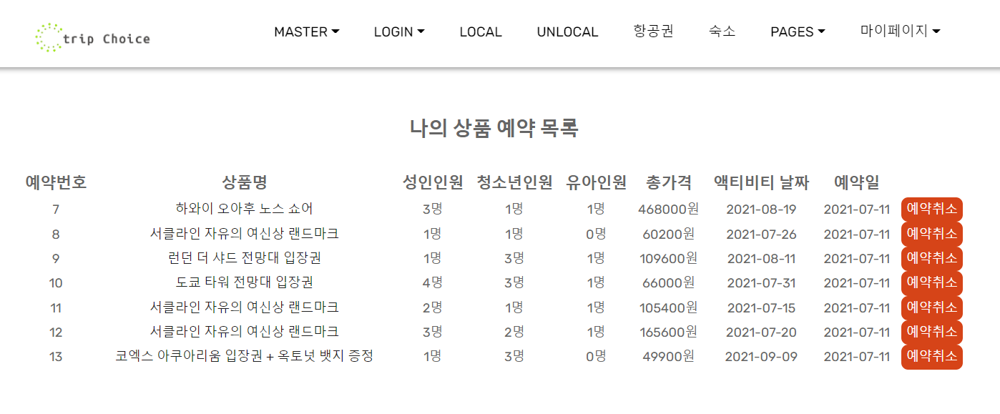 trip Choice MASTER LOGIN LOCAL UNLOCAL 항공권 숙소 PAGES 마이페이지
나의 상품 예약 목록
예약번호 상품명 성인인원 청소년인원 유아인원 총가격 액티비티 날짜 예약일
7 하와이 오아후 노스 쇼어 3명 1명 1명 468000원 2021-08-19 2021-07-11 예약취소
8 서클라인 자유의 여신상 랜드마크 1명 1명 0명 60200원 2021-07-26 2021-07-11 예약취소
9 런던 더 샤드 전망대 입장권 1명 3명 1명 109600원 2021-08-11 2021-07-11 예약취소
10 도쿄 타워 전망대 입장권 4명 3명 1명 66000원 2021-07-31 2021-07-11 예약취소
11 서클라인 자유의 여신상 랜드마크 2명 1명 1명 105400원 2021-07-15 2021-07-11 예약취소
12 서클라인 자유의 여신상 랜드마크 3명 2명 1명 165600원 2021-07-20 2021-07-11 예약취소
13 코엑스 아쿠아리움 입장권 + 옥토넛 뱃지 증정 1명 3명 0명 49900원 2021-09-09 2021-07-11 예약취소